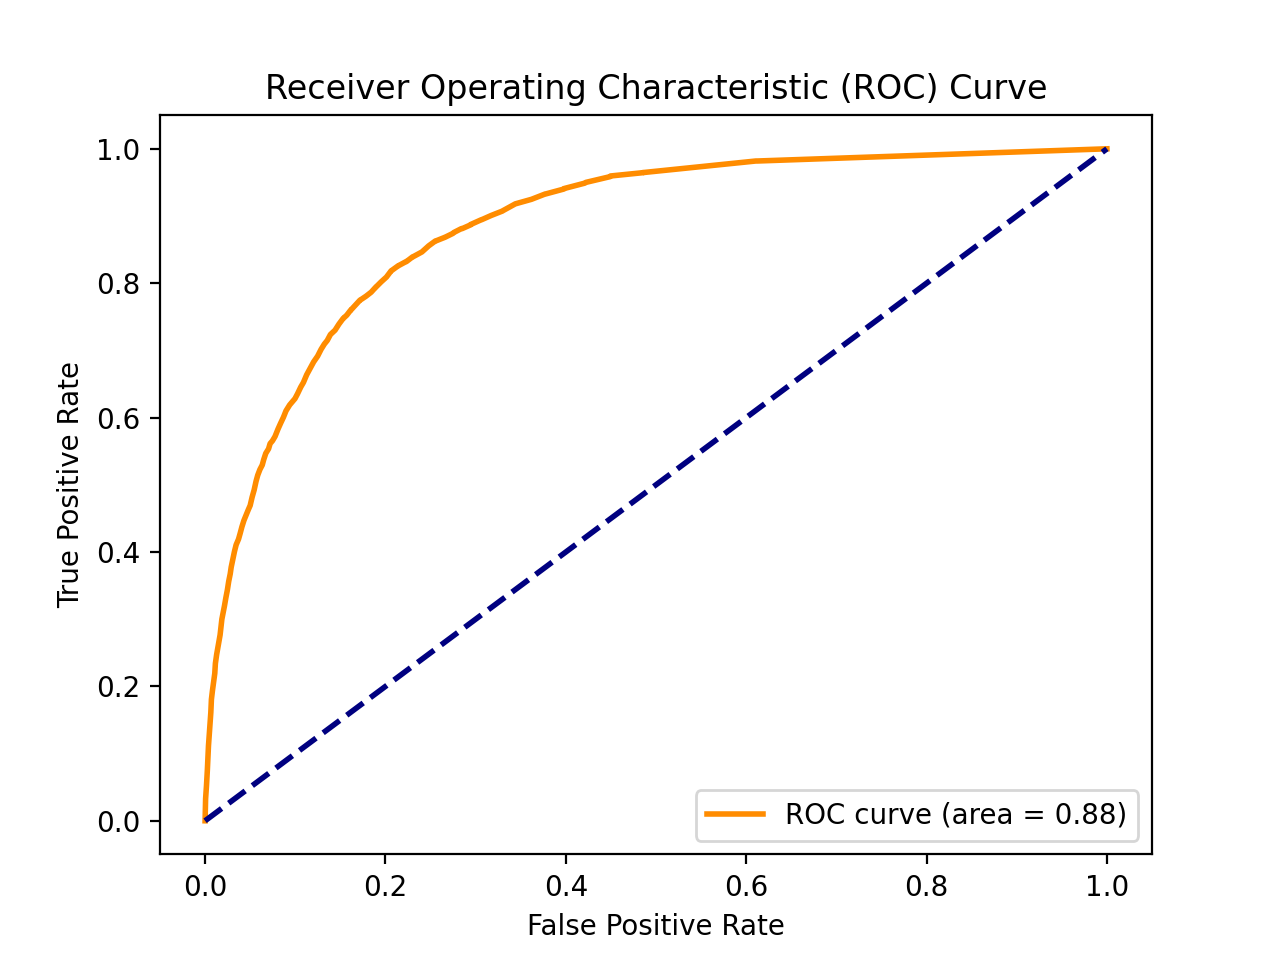 Receiver Operating Characteristic (ROC) Curve
1.0
0.8
0.6
0.4
0.2
0.0
True Positive Rate
ROC curve (area = 0.88)
0.0 0.2 0.4 0.6 0.8 1.0
False Positive Rate